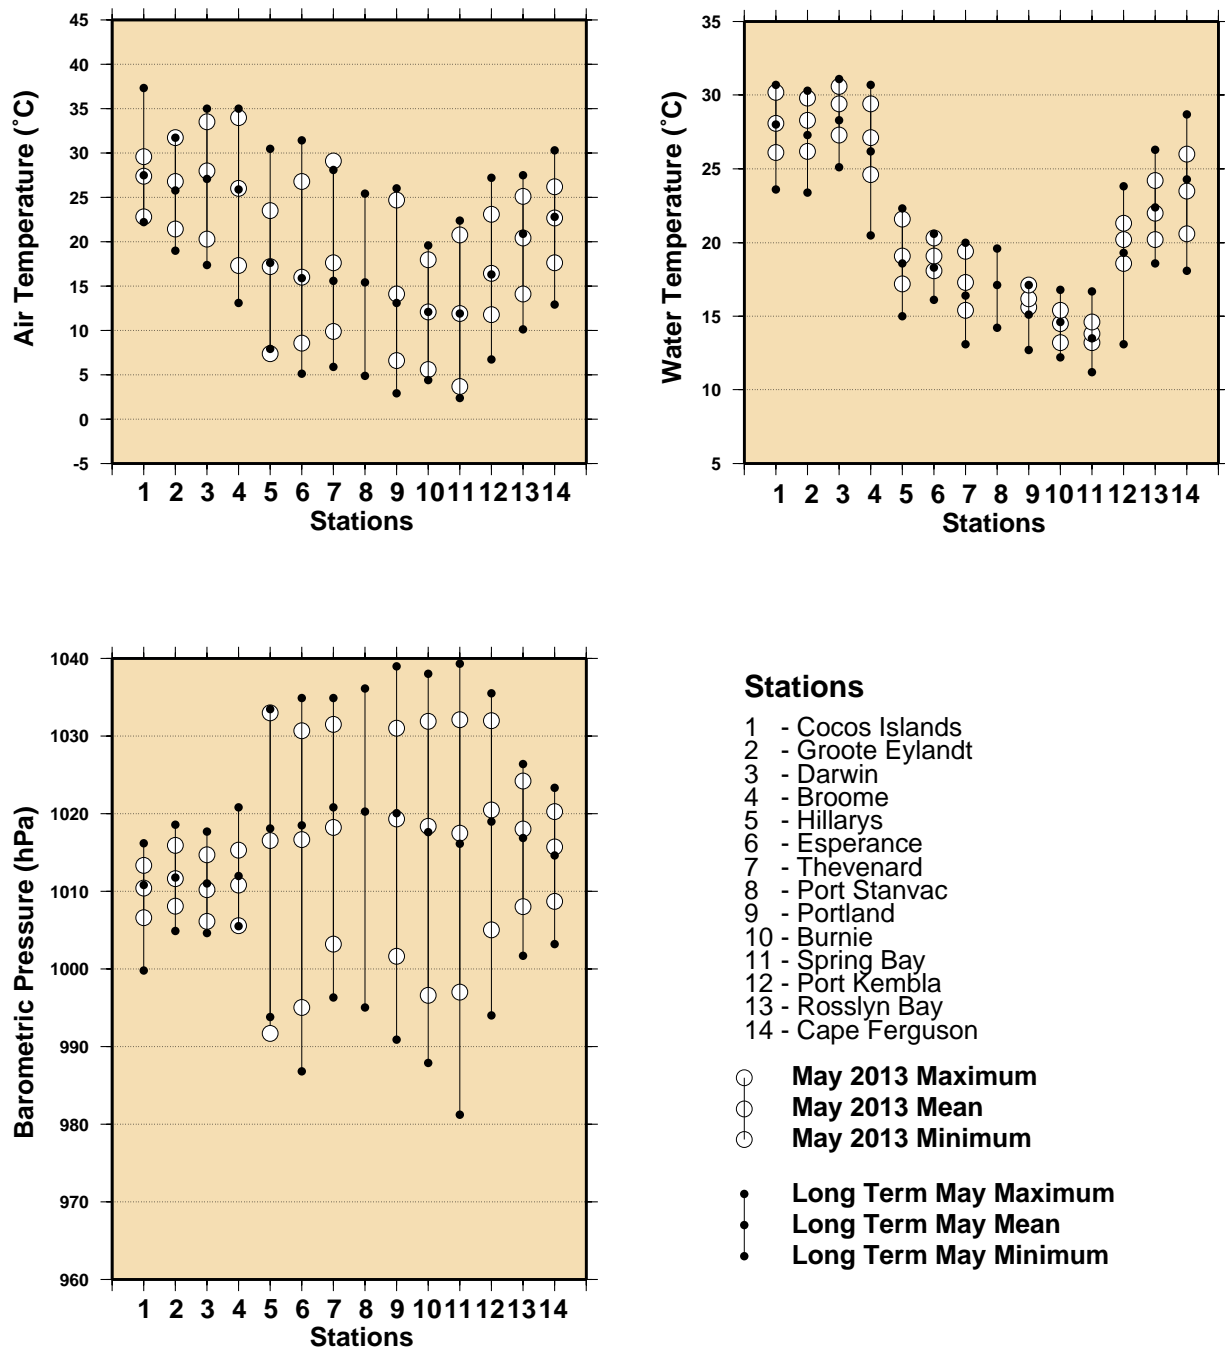 45
40
35
30
25
20
15
10
5
0
-5
Air Temperature (˚C)
1 2 3 4 5 6 7 8 9 10 11 12 13 14
Stations
35
30
25
20
15
10
5
Water Temperature (˚C)
1 2 3 4 5 6 7 8 9 10 11 12 13 14
Stations
1040
1030
1020
1010
1000
990
980
970
960
Barometric Pressure (hPa)
1 2 3 4 5 6 7 8 9 10 11 12 13 14
Stations
Stations
1 - Cocos Islands
2 - Groote Eylandt
3 - Darwin
4 - Broome
5 - Hillarys
6 - Esperance
7 - Thevenard
8 - Port Stanvac
9 - Portland
10 - Burnie
11 - Spring Bay
12 - Port Kembla
13 - Rosslyn Bay
14 - Cape Ferguson
May 2013 Maximum
May 2013 Mean
May 2013 Minimum
Long Term May Maximum
Long Term May Mean
Long Term May Minimum